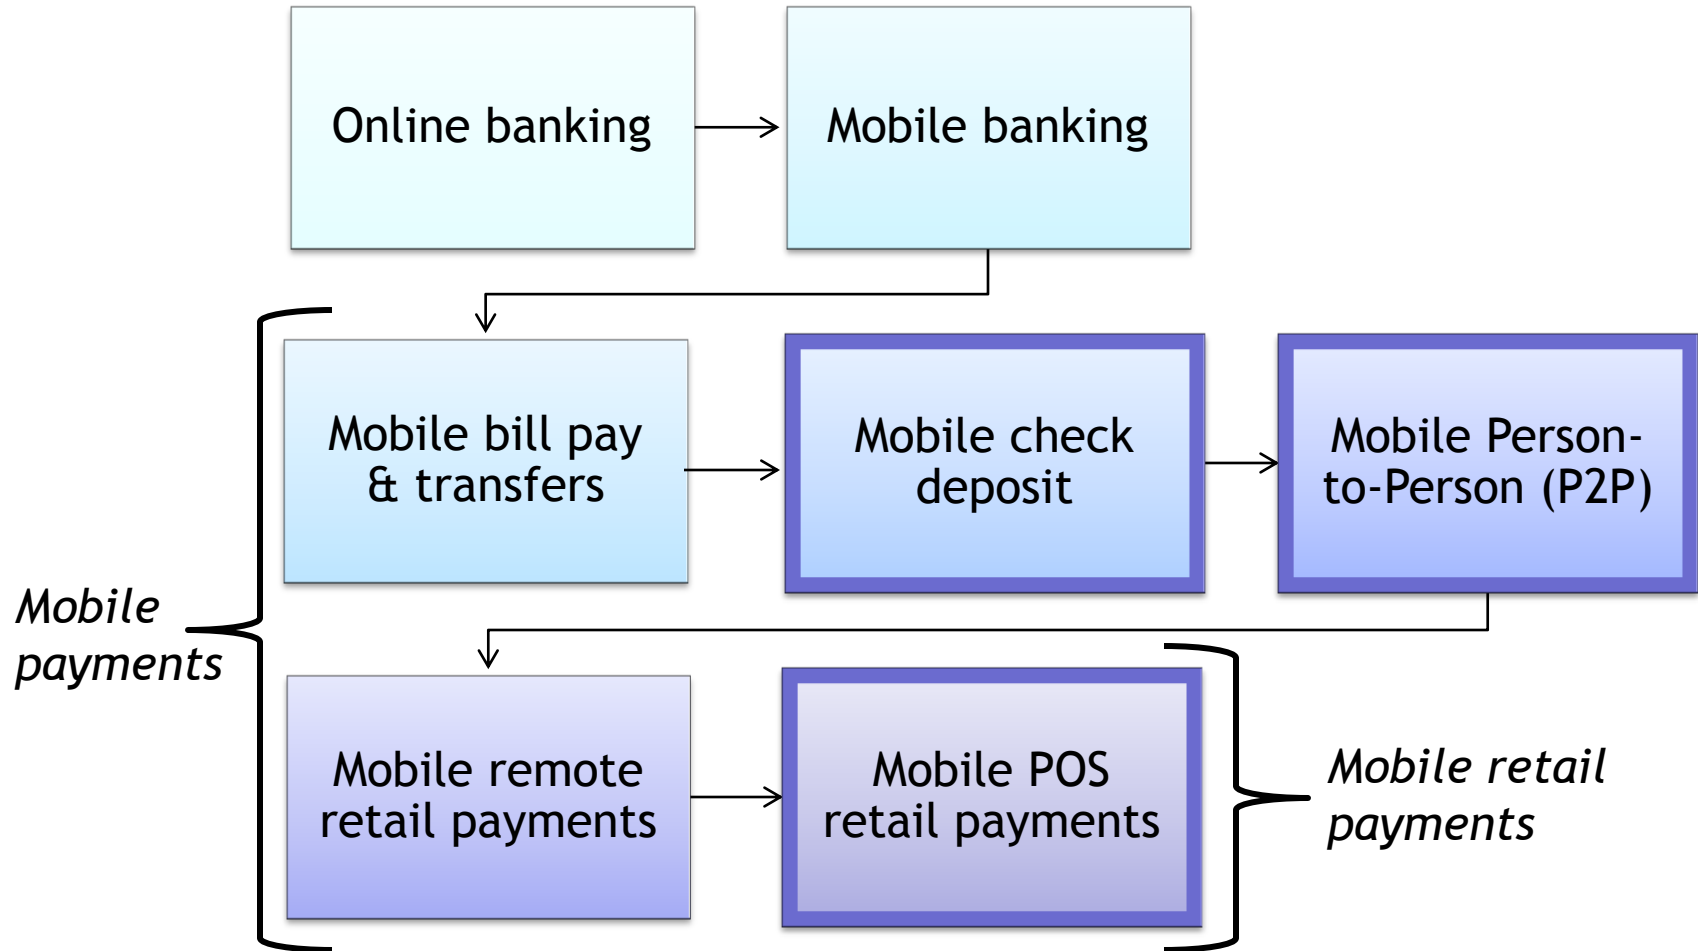 Online banking
Mobile banking
Mobile bill pay
& transfers
Mobile check
deposit
Mobile Person-
to-Person (P2P)
Mobile
payments
Mobile remote
retail payments
Mobile POS
retail payments
Mobile retail
payments